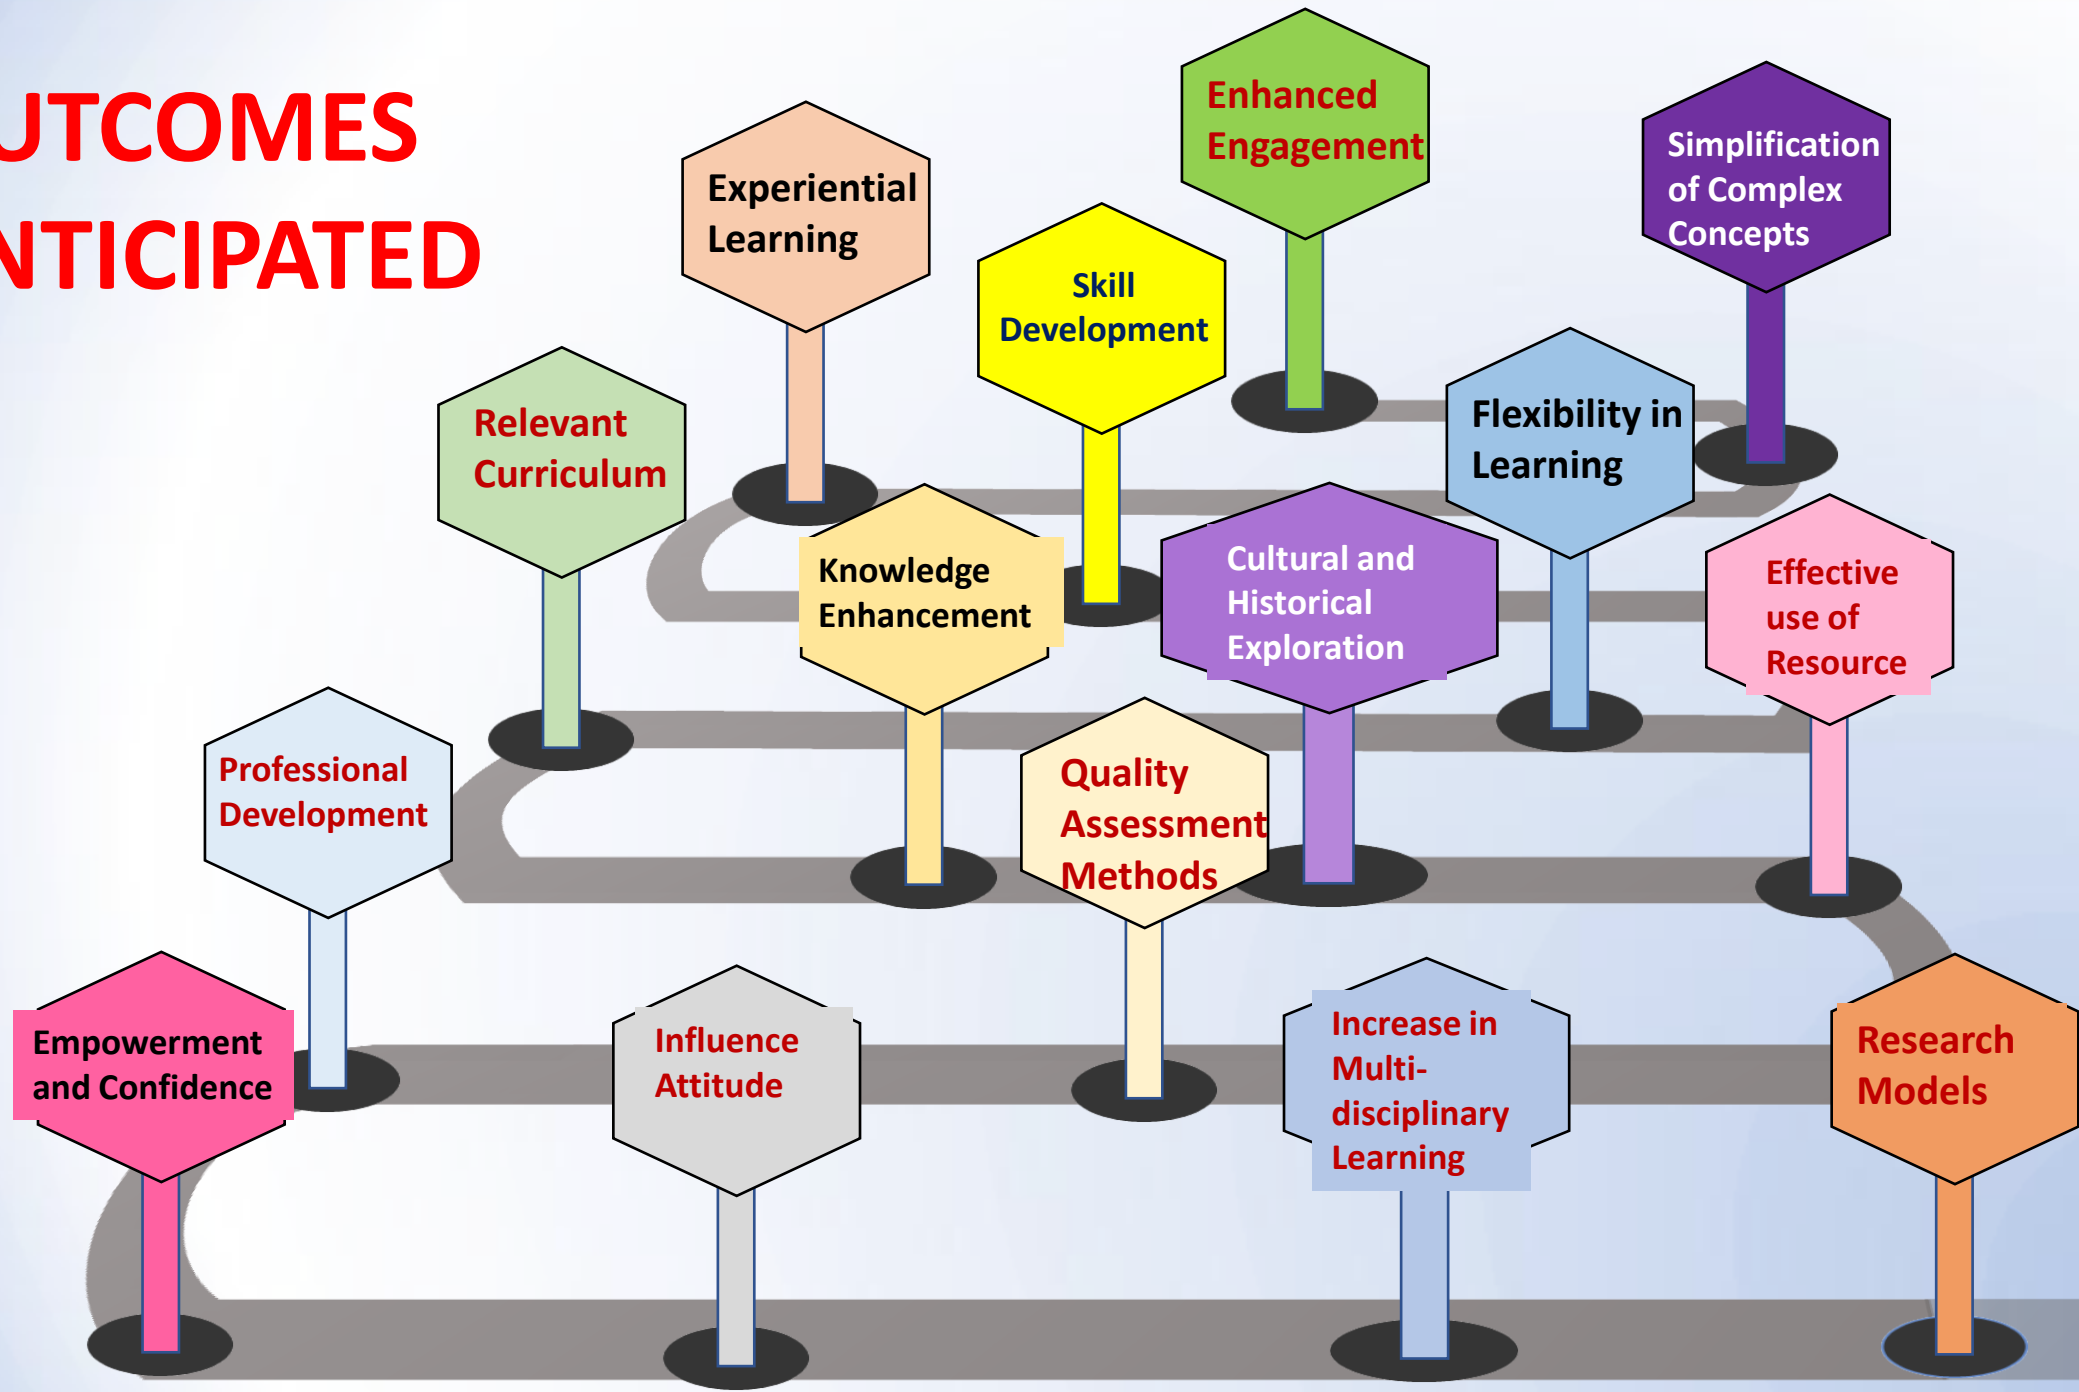 UTCOMES
NTICIPATED
Enhanced
Engagement
Simplification
of Complex
Concepts
Experiential
Learning
Skill
Development
Flexibility in
Learning
Relevant
Curriculum
Knowledge
Enhancement
Cultural and
Historical
Exploration
Effective
use of
Resource
Professional
Development
Quality
Assessment
Methods
Empowerment
and Confidence
Influence
Attitude
Increase in
Multi-
disciplinary
Learning
Research
Models